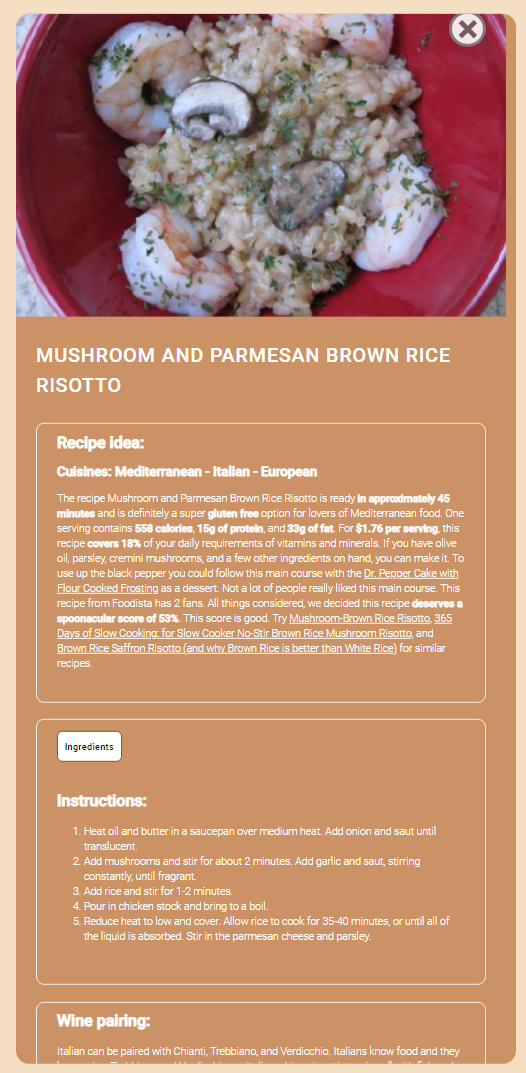 MUSHROOM AND PARMESAN BROWN RICE
RISOTTO
Recipe idea:
Cuisines: Mediterranean - Italian - European
The recipe Mushroom and Parmesan Brown Rice Risotto is ready in approximately 45
minutes and is definitely a super gluten free option for lovers of Mediterranean food. One
serving contains 558 calories, 15g of protein, and 33g of fat. For $1.76 per serving, this
recipe covers 18% of your daily requirements of vitamins and minerals. If you have olive
oil, parsley, cremini mushrooms, and a few other ingredients on hand, you can make it. To
use up the black pepper you could follow this main course with the Dr. Pepper Cake with
Flour Cooked Frosting as a dessert. Not a lot of people really liked this main course. This
recipe from Foodista has 2 fans. All things considered, we decided this recipe deserves a
spoonacular score of 53%. This score is good. Try Mushroom-Brown Rice Risotto, 365
Days of Slow Cooking: for Slow Cooker No-Stir Brown Rice Mushroom Risotto, and
Brown Rice Saffron Risotto (and why Brown Rice is better than White Rice) for similar
recipes.
Ingredients
Instructions:
1. Heat oil and butter in a saucepan over medium heat. Add onion and saut until
translucent.
2. Add mushrooms and stir for about 2 minutes. Add garlic and saut, stirring
constantly, until fragrant.
3. Add rice and stir for 1-2 minutes.
4. Pour in chicken stock and bring to a boil.
5. Reduce heat to low and cover. Allow rice to cook for 35-40 minutes, or until all of
the liquid is absorbed. Stir in the parmesan cheese and parsley.
Wine pairing:
Italian can be paired with Chianti, Trebbiano, and Verdicchio. Italians know food and they